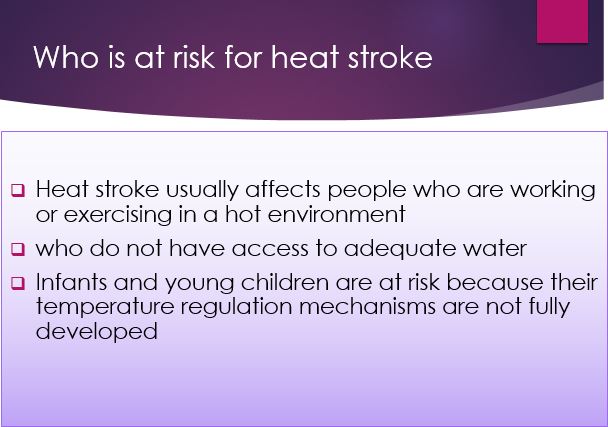 Who is at risk for heat stroke
Heat stroke usually affects people who are working
or exercising in a hot environment
who do not have access to adequate water
Infants and young children are at risk because their
temperature regulation mechanisms are not fully
developed